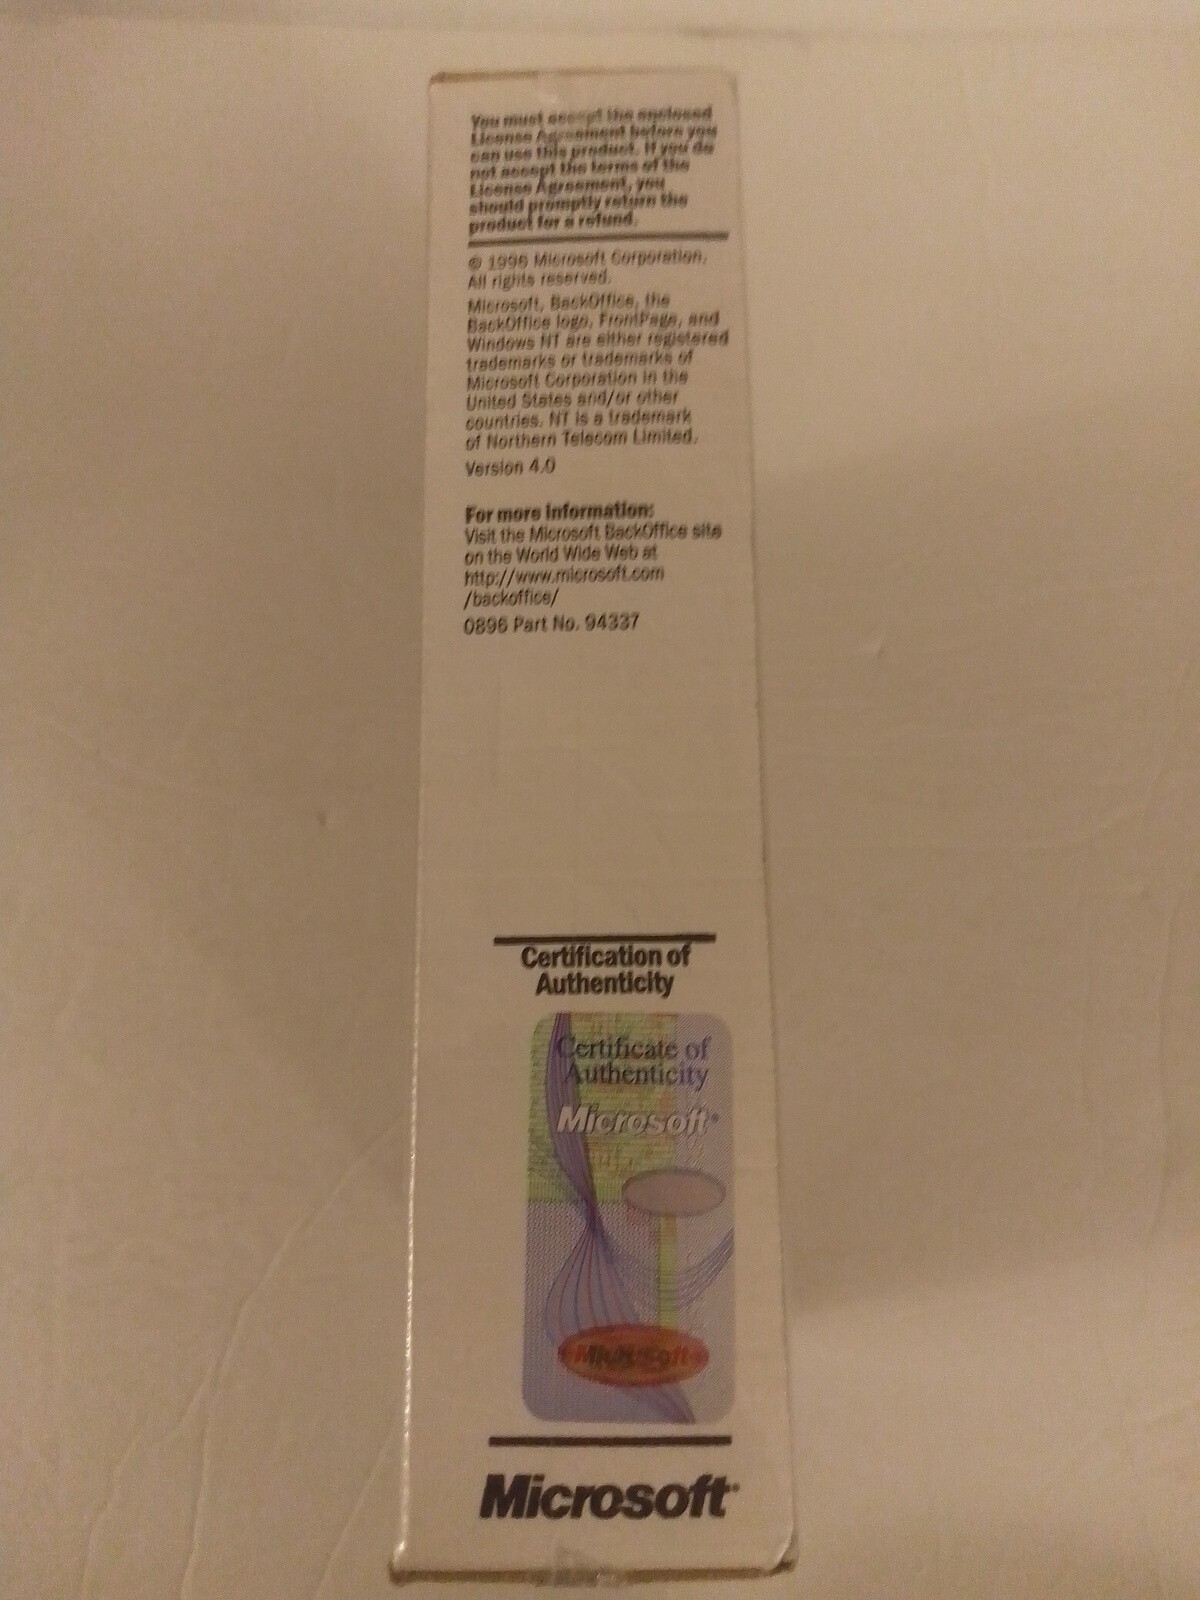 You must accept the enclosed
License Agreement before you
can use this product. If you do
not accept the terms of the
License Agreement, you
should promptly return the
product for a refund.
© 1996 Microsoft Corporation.
All rights reserved.
Microsoft, BackOffice, the
BackOffice logo, FrontPage, and
Windows NT are either registered
trademarks or trademarks of
Microsoft Corporation in the
United States and/or other
countries. NT is a trademark
of Northern Telecom Limited.
Version 4.0
For more information:
Visit the Microsoft BackOffice site
on the World Wide Web at
http://www.microsoft.com
/backoffice/
0896 Part No. 94337
Certification of
Authenticity
Certificate of
Authenticity
Microsoft®
Microsoft
Microsoft®